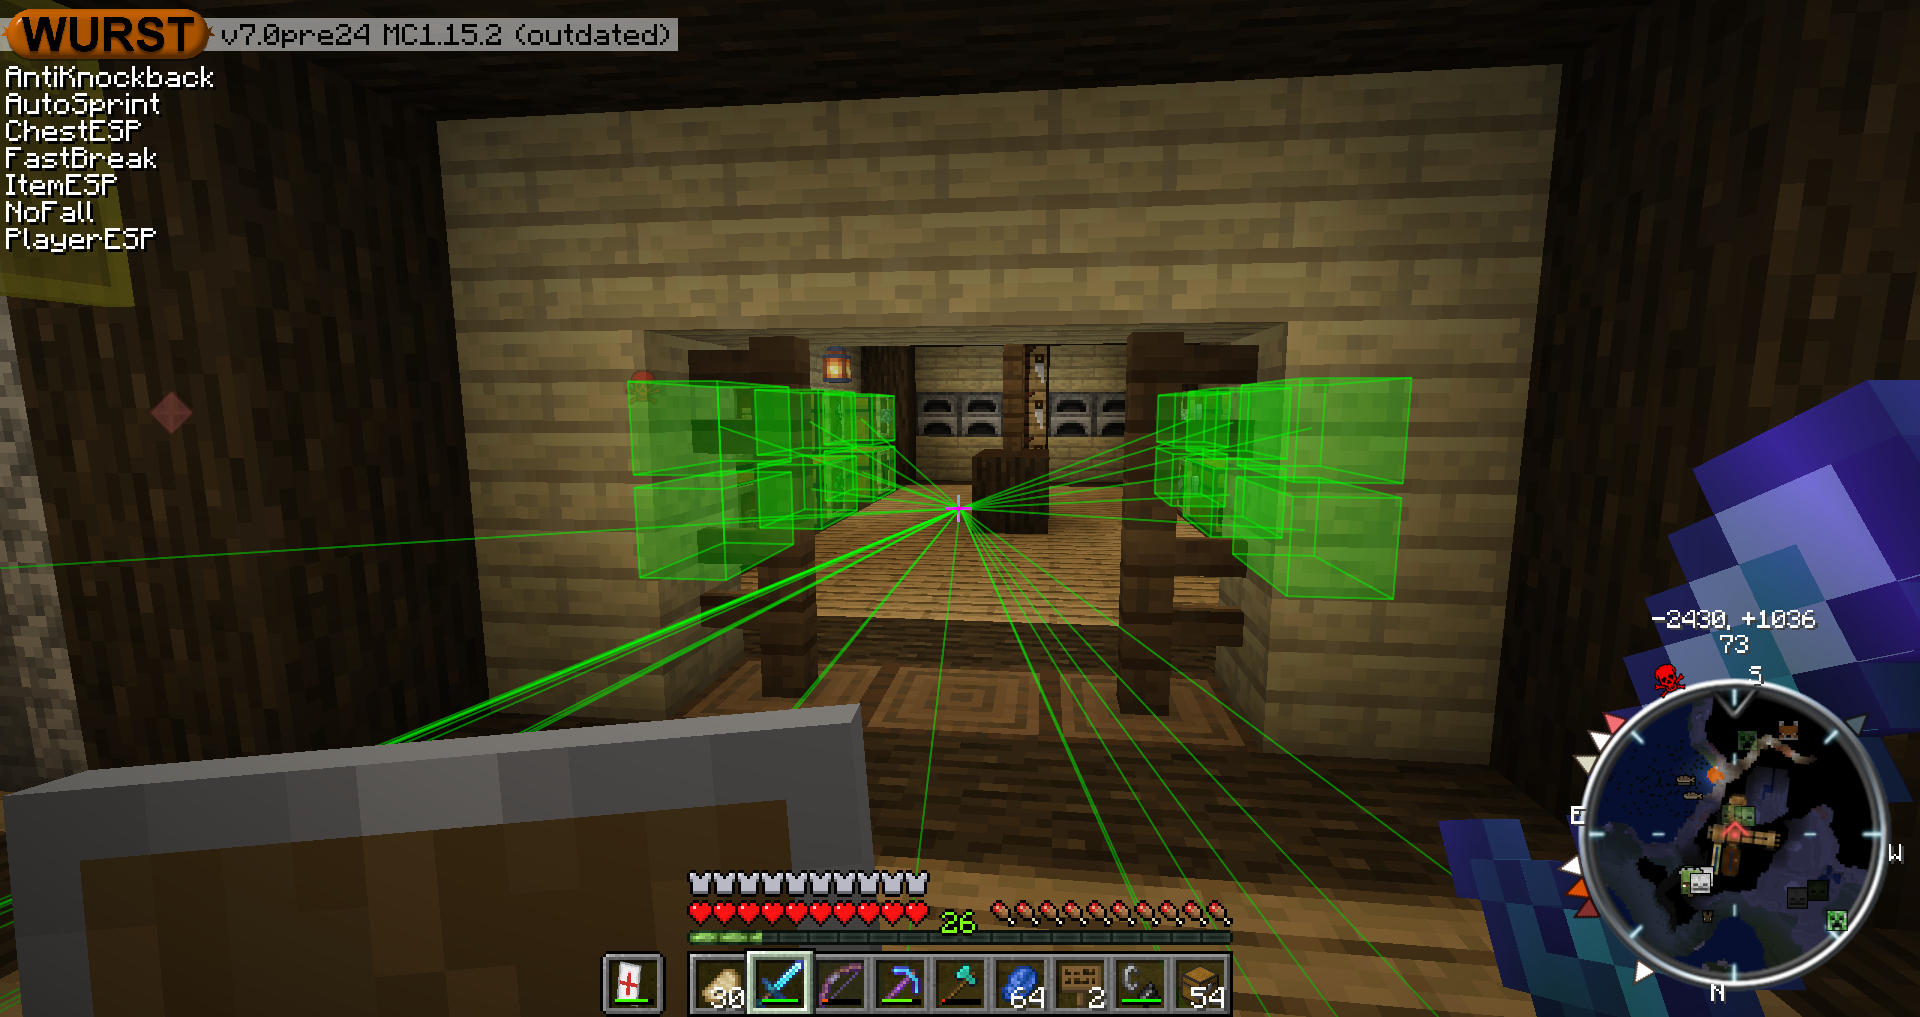 WURST v7.0pre24 MC1.15.2 (outdated)
AntiKnockback
AutoSprint
ChestESP
FastBreak
ItemESP
NoFall
PlayerESP
-2430, +1036
73
S
E
W
N
26
30
64
2
54